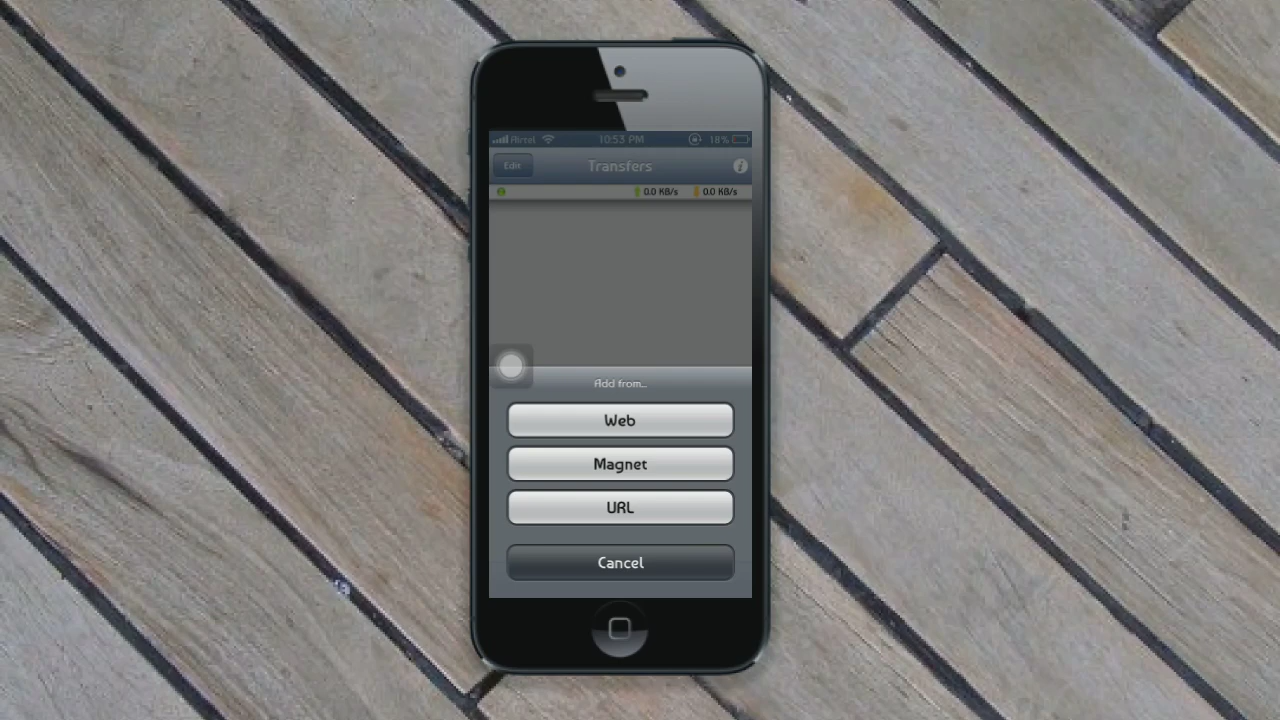 Airtel 10:53 PM 18%
Edit Transfers
0.0 KB/s 0.0 KB/s
Add from...
Web
Magnet
URL
Cancel